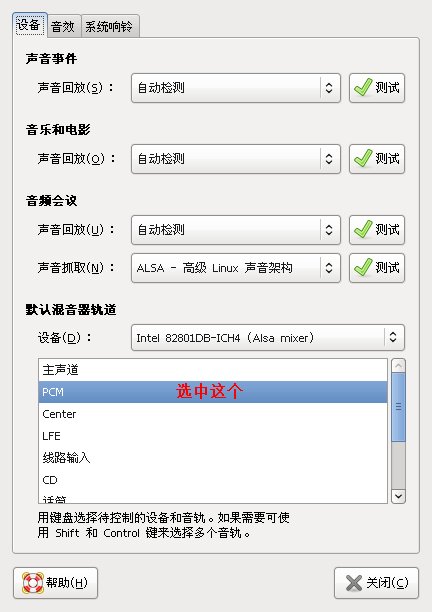 设备 音效 系统响铃
声音事件
声音回放(S)： 自动检测 测试
音乐和电影
声音回放(O)： 自动检测 测试
音频会议
声音回放(U)： 自动检测 测试
声音抓取(N)： ALSA － 高级 Linux 声音架构 测试
默认混音器轨道
设备(D)： Intel 82801DB-ICH4 (Alsa mixer)
主声道
PCM 选中这个
Center
LFE
线路输入
CD
话筒
用键盘选择待控制的设备和音轨。如果需要可使
用 Shift 和 Control 键来选择多个音轨。
帮助(H) 关闭(C)